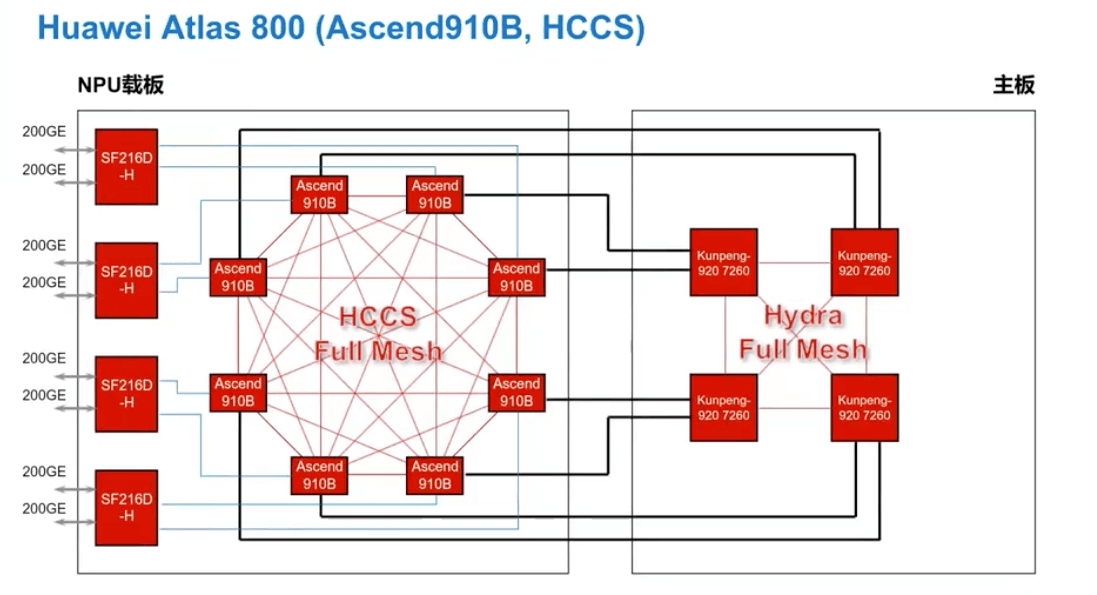 Huawei Atlas 800 (Ascend910B, HCCS)
NPU载板
主板
200GE
200GE
SF216D
-H
200GE
200GE
SF216D
-H
200GE
200GE
SF216D
-H
200GE
200GE
SF216D
-H
Ascend
910B
Ascend
910B
Ascend
910B
Ascend
910B
HCCS
Full Mesh
Ascend
910B
Ascend
910B
Ascend
910B
Ascend
910B
Kunpeng-
920 7260
Kunpeng-
920 7260
Hydra
Full Mesh
Kunpeng-
920 7260
Kunpeng-
920 7260